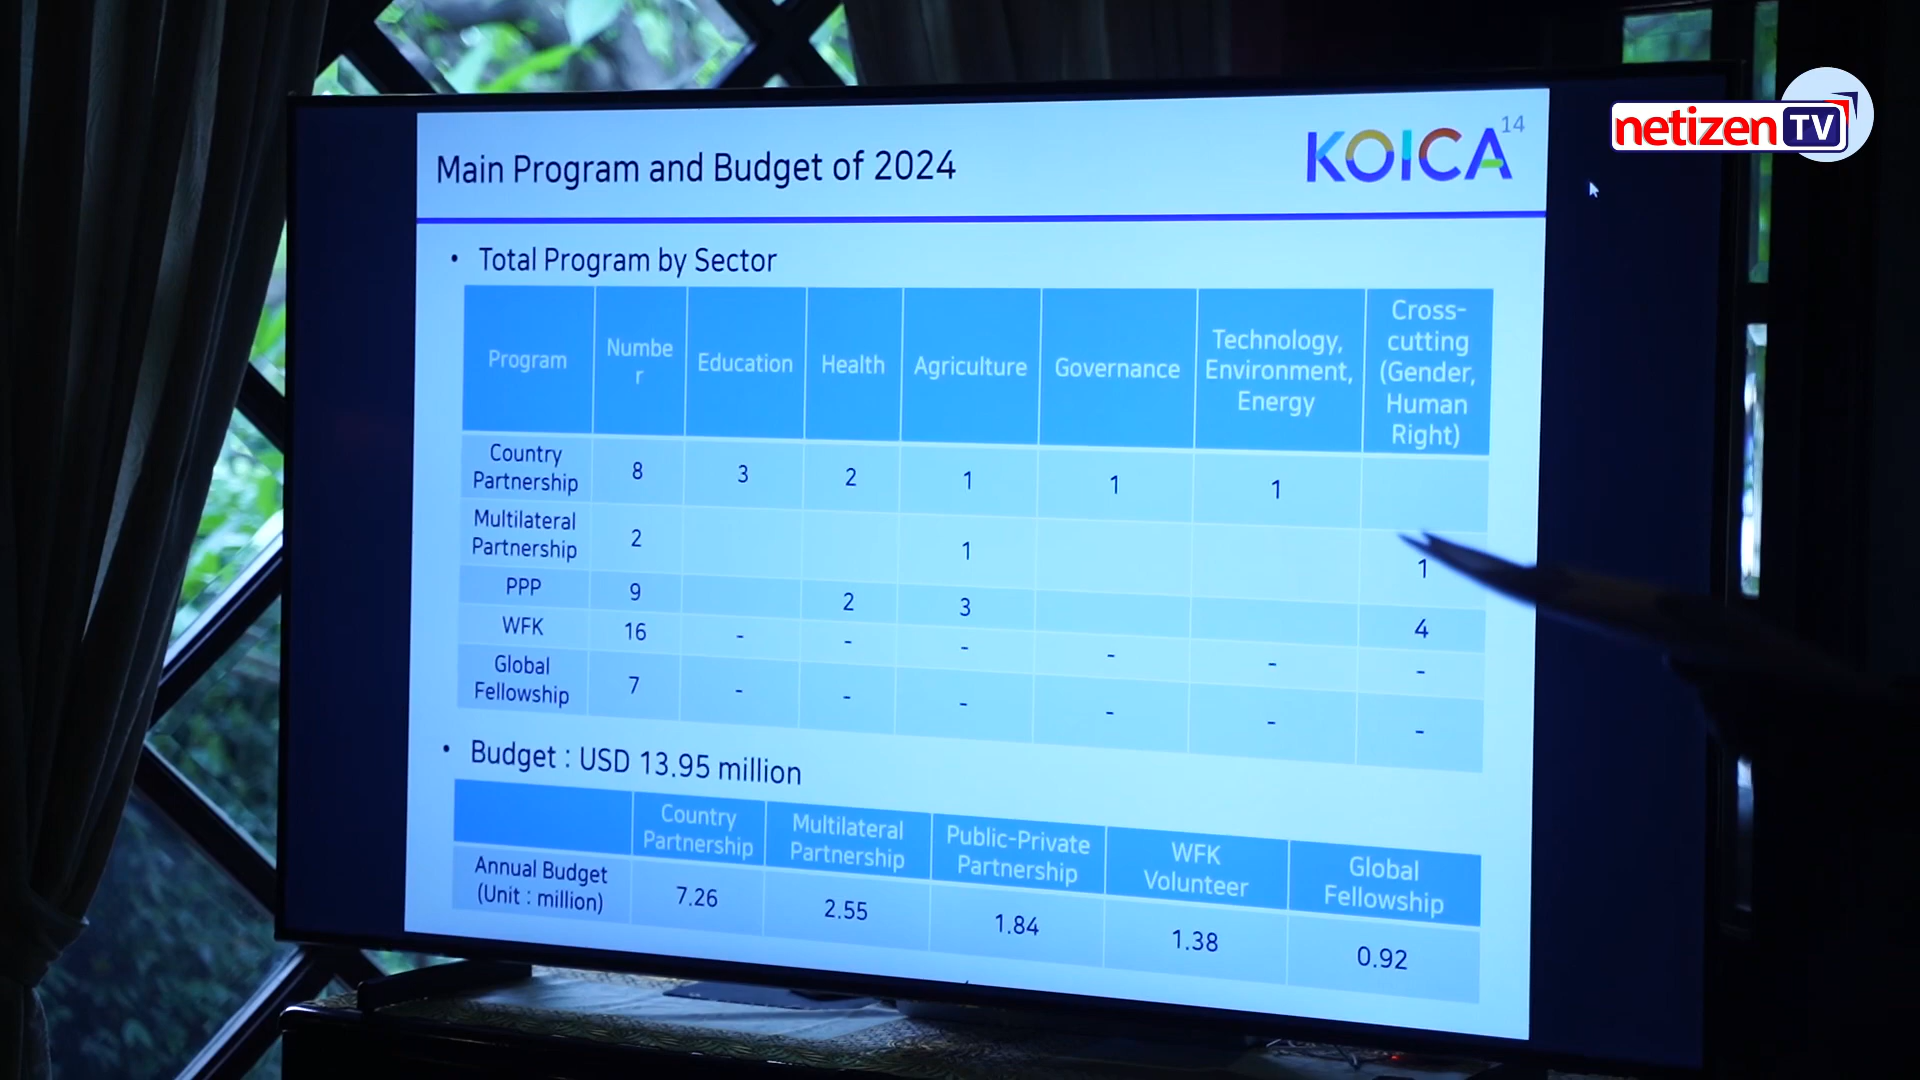 netizen TV
14
KOICA
Main Program and Budget of 2024
• Total Program by Sector
Program Numbe
r Education Health Agriculture Governance Technology,
Environment,
Energy Cross-
cutting
(Gender,
Human
Right)
Country
Partnership 8 3 2 1 1 1
Multilateral
Partnership 2 1 1
PPP 9 2 3 4
WFK 16 - - - - - -
Global
Fellowship 7 - - - - - -
• Budget : USD 13.95 million
Country
Partnership Multilateral
Partnership Public-Private
Partnership WFK
Volunteer Global
Fellowship
Annual Budget
(Unit : million) 7.26 2.55 1.84 1.38 0.92